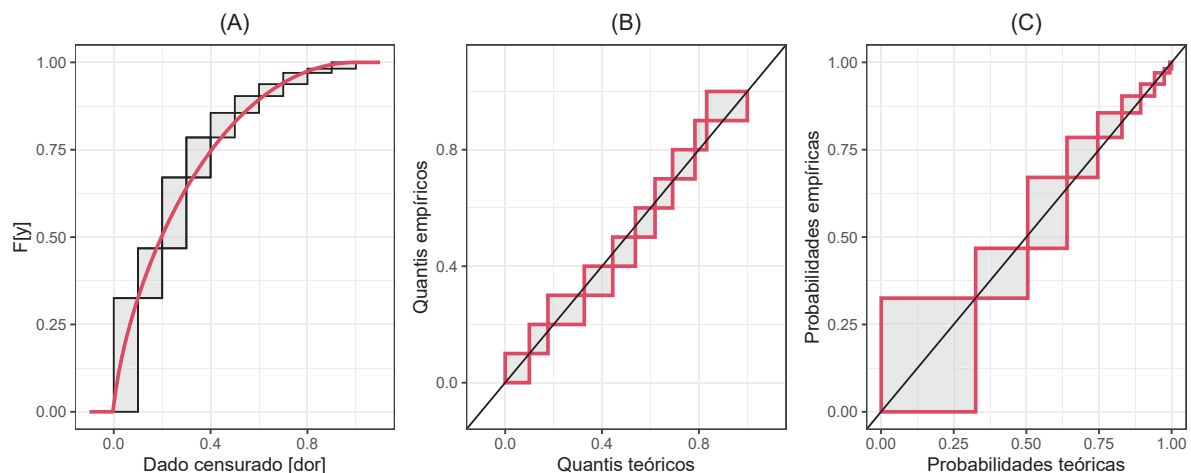 (A)
F[y]
1.00
0.75
0.50
0.25
0.00
0.0 0.4 0.8
Dado censurado [dor]
(B)
Quantis empíricos
0.8
0.4
0.0
0.0 0.4 0.8
Quantis teóricos
(C)
Probabilidades empíricas
1.00
0.75
0.50
0.25
0.00
0.00 0.25 0.50 0.75 1.00
Probabilidades teóricas